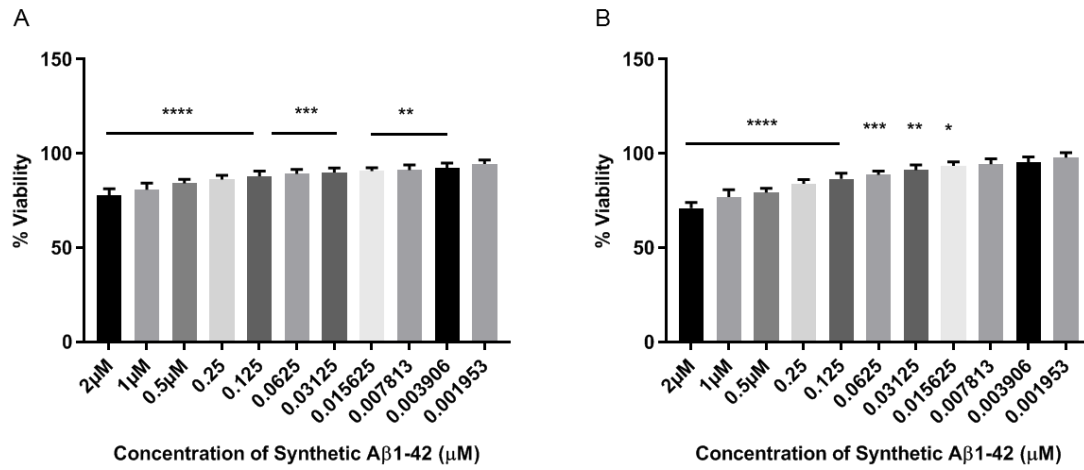 A
150
100
50
0
% Viability
****
***
**
2µM
1µM
0.5µM
0.25
0.125
0.0625
0.03125
0.015625
0.007813
0.003906
0.001953
Concentration of Synthetic Aβ1-42 (µM)
B
150
100
50
0
% Viability
****
***
**
*
2µM
1µM
0.5µM
0.25
0.125
0.0625
0.03125
0.015625
0.007813
0.003906
0.001953
Concentration of Synthetic Aβ1-42 (µM)